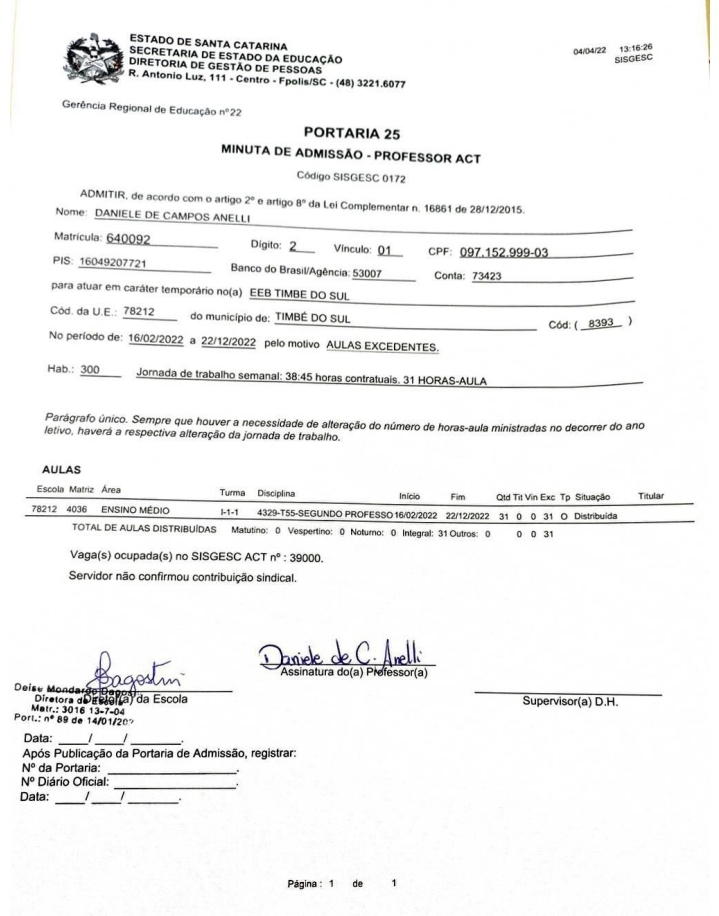 ESTADO DE SANTA CATARINA
SECRETARIA DE ESTADO DA EDUCAÇÃO
DIRETORIA DE GESTÃO DE PESSOAS
R. Antonio Luz, 111 - Centro - Fpolis/SC - (48) 3221.6077
04/04/22 13:16:26
SISGESC
Gerência Regional de Educação nº22
PORTARIA 25
MINUTA DE ADMISSÃO - PROFESSOR ACT
Código SISGESC 0172
ADMITIR, de acordo com o artigo 2º e artigo 8º da Lei Complementar n. 16861 de 28/12/2015.
Nome: DANIELE DE CAMPOS ANELLI
Matrícula: 640092 Dígito: 2 Vínculo: 01 CPF: 097.152.999-03
PIS: 16049207721 Banco do Brasil/Agência: 53007 Conta: 73423
para atuar em caráter temporário no(a) EEB TIMBE DO SUL
Cód. da U.E.: 78212 do município de: TIMBÉ DO SUL Cód: ( 8393 )
No período de: 16/02/2022 a 22/12/2022 pelo motivo AULAS EXCEDENTES.
Hab.: 300 Jornada de trabalho semanal: 38:45 horas contratuais. 31 HORAS-AULA
Parágrafo único. Sempre que houver a necessidade de alteração do número de horas-aula ministradas no decorrer do ano
letivo, haverá a respectiva alteração da jornada de trabalho.
AULAS
Escola Matriz Área Turma Disciplina Início Fim Qtd Tit Vin Exc Tp Situação Titular
78212 4036 ENSINO MÉDIO I-1-1 4329-T55-SEGUNDO PROFESSO 16/02/2022 22/12/2022 31 0 0 31 O Distribuída
TOTAL DE AULAS DISTRIBUÍDAS Matutino: 0 Vespertino: 0 Noturno: 0 Integral: 31 Outros: 0 0 0 31
Vaga(s) ocupada(s) no SISGESC ACT nº : 39000.
Servidor não confirmou contribuição sindical.
Daniele de C. Anelli
Assinatura do(a) Professor(a)
Dagostin
Deise Mondardo
Diretor(a) da Escola
Matr.: 3016 13-7-04
Port.: nº 89 de 14/01/20
Supervisor(a) D.H.
Data: ____/____/________.
Após Publicação da Portaria de Admissão, registrar:
Nº da Portaria: ____________________.
Nº Diário Oficial: ___________________.
Data: ____/____/________.
Página : 1 de 1